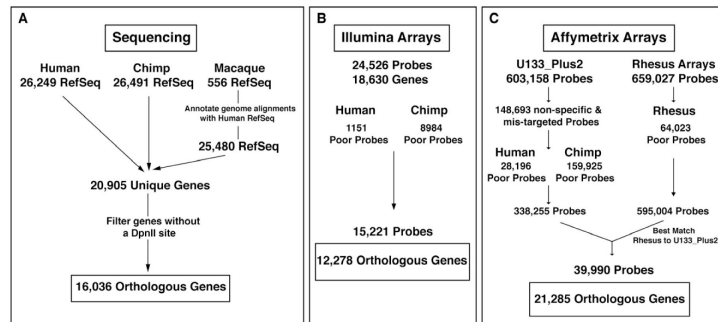 A
Sequencing
Human
26,249 RefSeq
Chimp
26,491 RefSeq
Macaque
556 RefSeq
Annotate genome alignments
with Human RefSeq
25,480 RefSeq
20,905 Unique Genes
Filter genes without
a DpnII site
16,036 Orthologous Genes
B
Illumina Arrays
24,526 Probes
18,630 Genes
Human
1151
Poor Probes
Chimp
8984
Poor Probes
15,221 Probes
12,278 Orthologous Genes
C
Affymetrix Arrays
U133_Plus2
603,158 Probes
Rhesus Arrays
659,027 Probes
148,693 non-specific &
mis-targeted Probes
Rhesus
64,023
Poor Probes
Human
28,196
Poor Probes
Chimp
159,925
Poor Probes
338,255 Probes
595,004 Probes
Best Match
Rhesus to U133_Plus2
39,990 Probes
21,285 Orthologous Genes